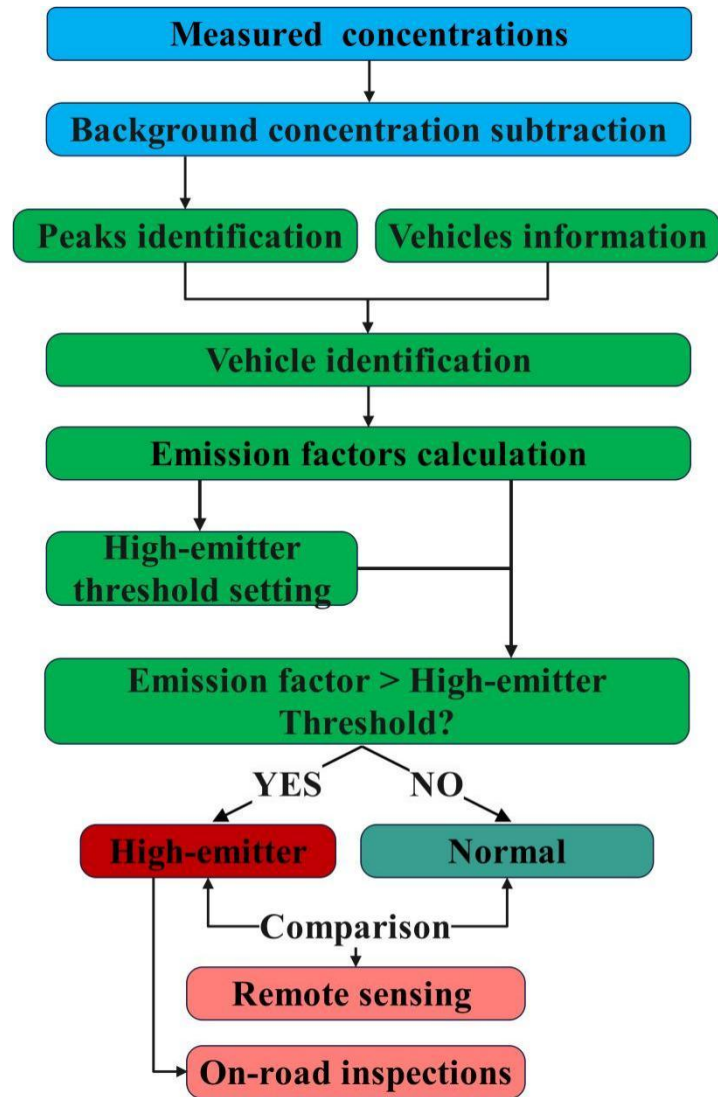 Measured concentrations
Background concentration subtraction
Peaks identification
Vehicles information
Vehicle identification
Emission factors calculation
High-emitter
threshold setting
Emission factor > High-emitter
Threshold?
YES
NO
High-emitter
Normal
Comparison
Remote sensing
On-road inspections